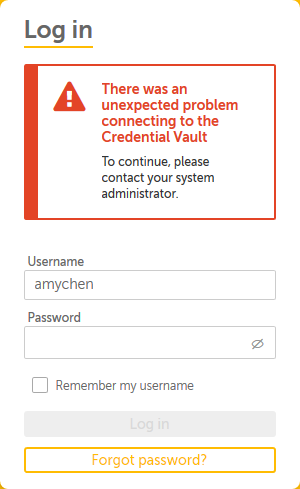 Log in
There was an
unexpected problem
connecting to the
Credential Vault
To continue, please
contact your system
administrator.
Username
amychen
Password
Remember my username
Log in
Forgot password?